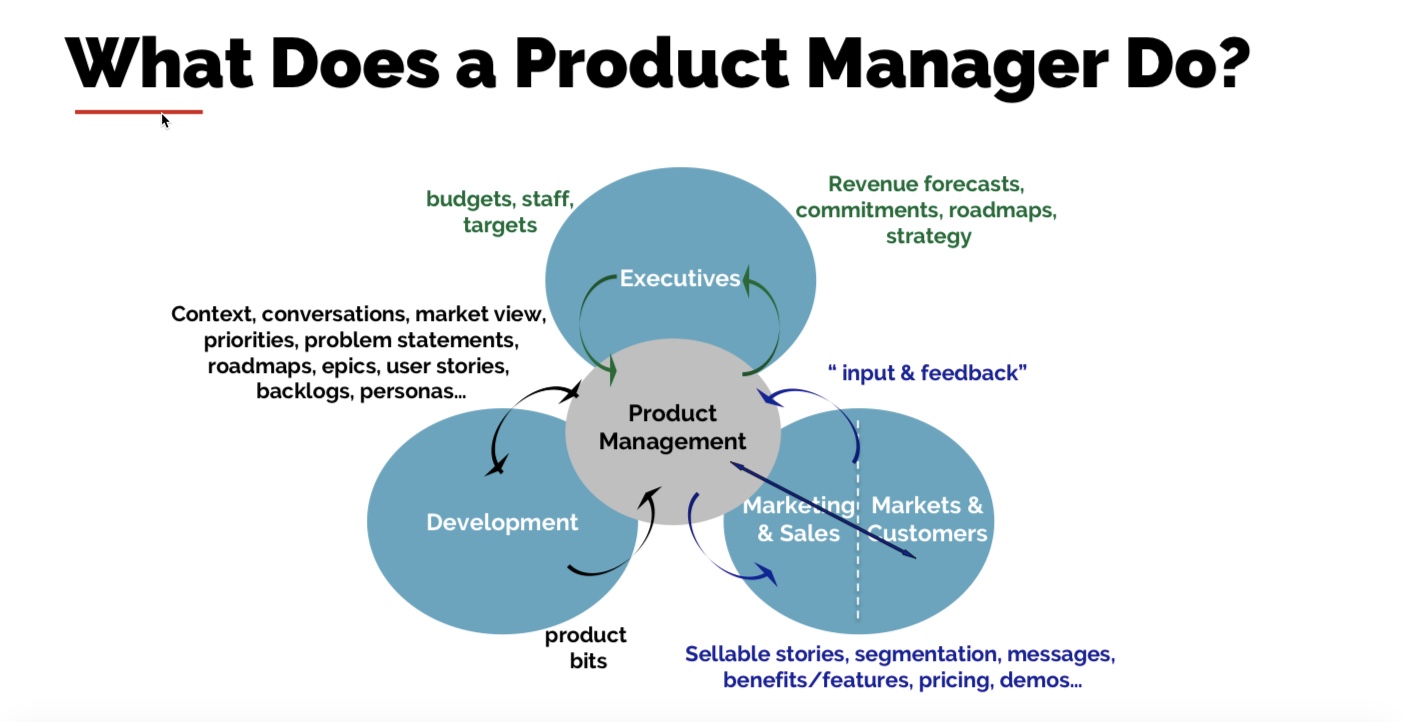 What Does a Product Manager Do?
budgets, staff,
targets
Revenue forecasts,
commitments, roadmaps,
strategy
Executives
Context, conversations, market view,
priorities, problem statements,
roadmaps, epics, user stories,
backlogs, personas...
“ input & feedback”
Product
Management
Development
Marketing
& Sales
Markets &
Customers
product
bits
Sellable stories, segmentation, messages,
benefits/features, pricing, demos...